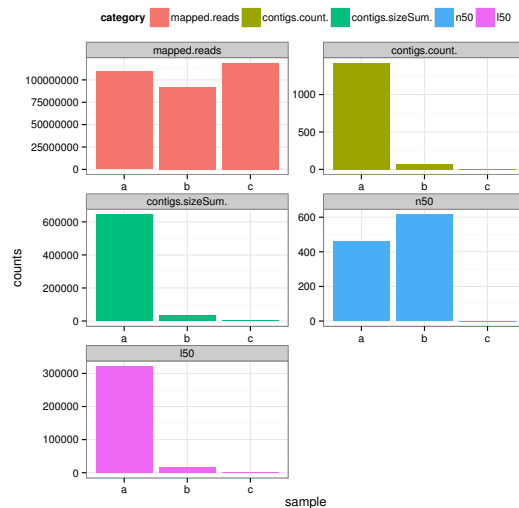 category mapped.reads contigs.count. contigs.sizeSum. n50 l50
mapped.reads
contigs.count.
100000000
75000000
50000000
25000000
0
1000
500
0
a b c
a b c
contigs.sizeSum.
n50
600000
400000
200000
0
600
400
200
0
a b c
a b c
l50
300000
200000
100000
0
a b c
counts
sample